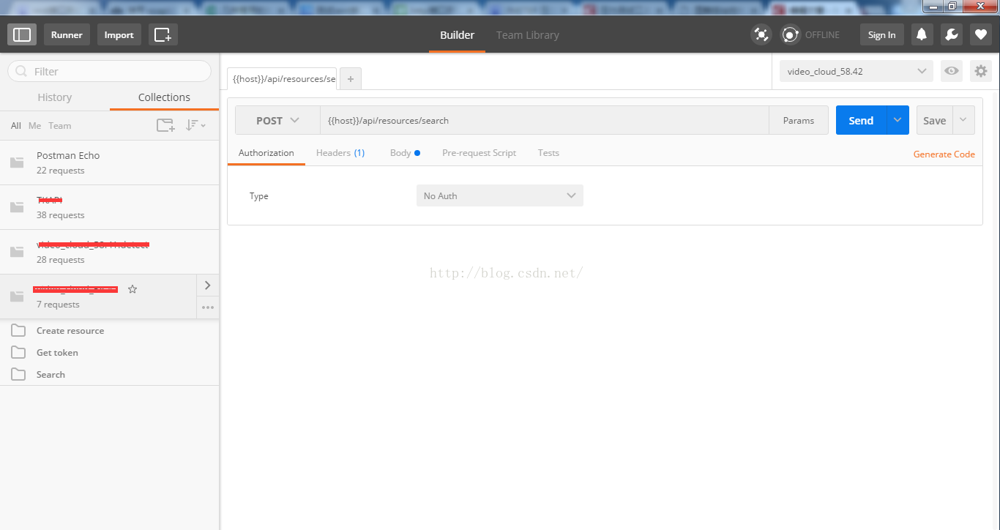 Runner
Import
Builder
Team Library
OFFLINE
Sign In
Filter
History
Collections
All Me Team
Postman Echo
22 requests
38 requests
28 requests
7 requests
Create resource
Get token
Search
{{host}}/api/resources/se
+
video_cloud_58.42
POST
{{host}}/api/resources/search
Params
Send
Save
Authorization
Headers (1)
Body
Pre-request Script
Tests
Generate Code
Type
No Auth
http://blog.csdn.net/